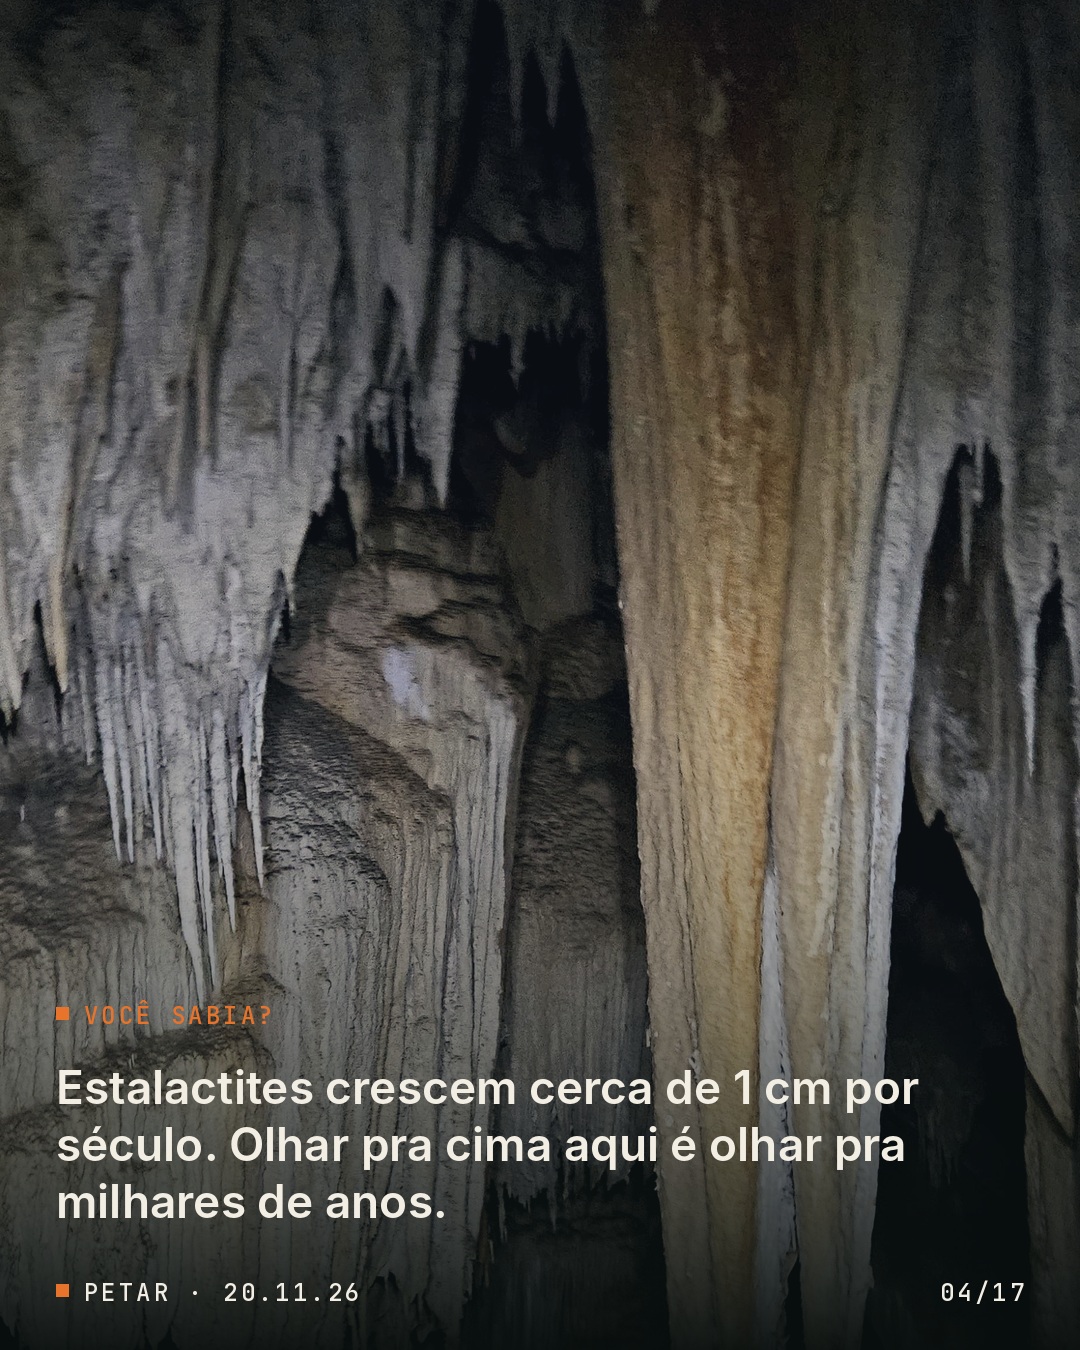 VOCÊ SABIA?
Estalactites crescem cerca de 1 cm por
século. Olhar pra cima aqui é olhar pra
milhares de anos.
PETAR · 20.11.26
04/17